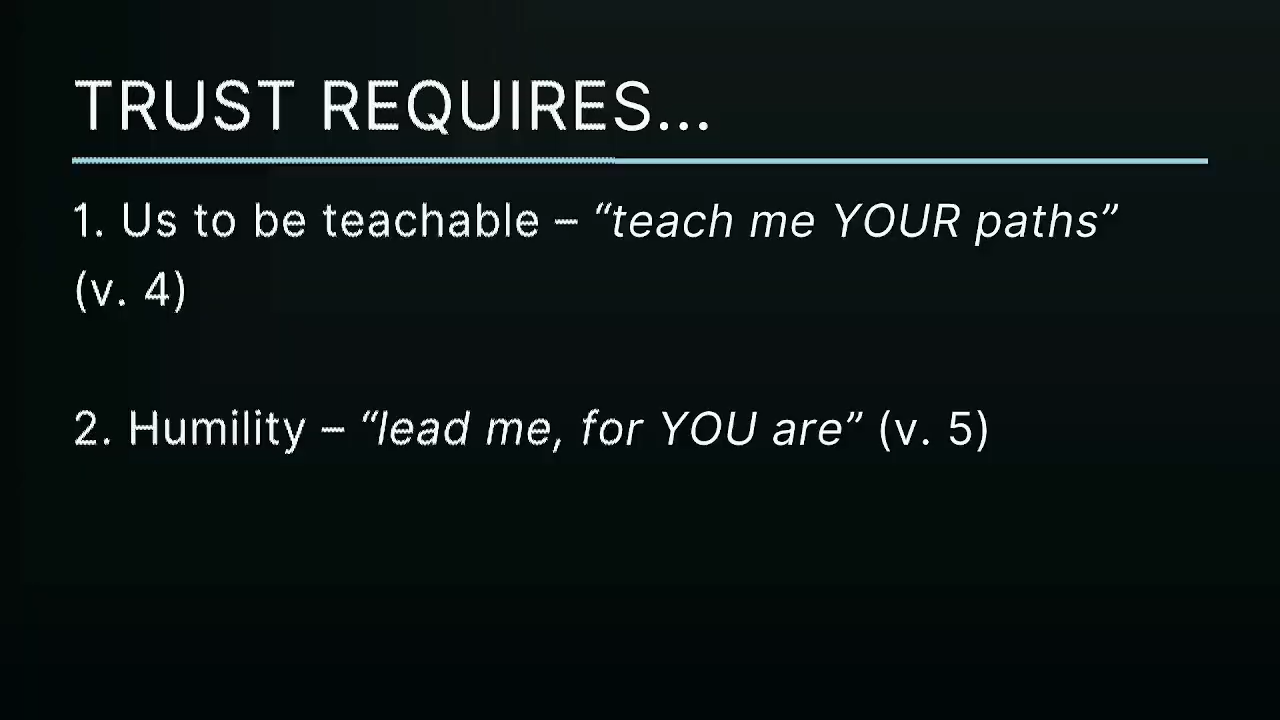 TRUST REQUIRES...
1. Us to be teachable – “teach me YOUR paths”
(v. 4)
2. Humility – “lead me, for YOU are” (v. 5)